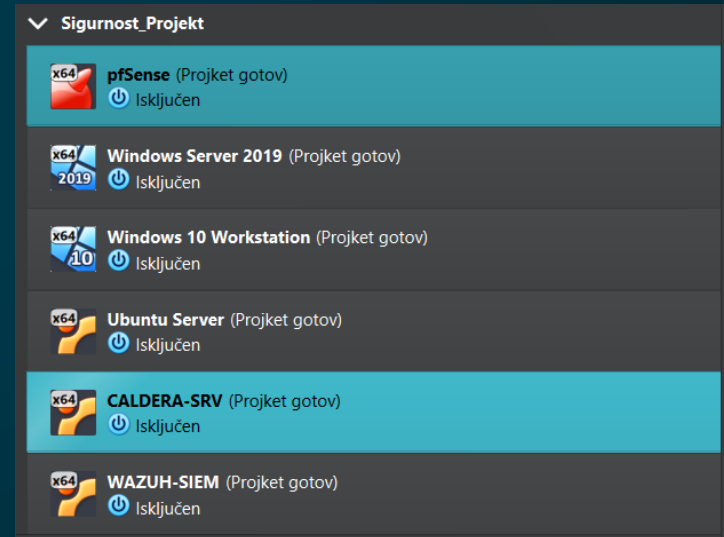 Sigurnost_Projekt
x64
pfSense (Projket gotov)
Isključen
x64
2019
Windows Server 2019 (Projket gotov)
Isključen
x64
10
Windows 10 Workstation (Projket gotov)
Isključen
x64
Ubuntu Server (Projket gotov)
Isključen
x64
CALDERA-SRV (Projket gotov)
Isključen
x64
WAZUH-SIEM (Projket gotov)
Isključen